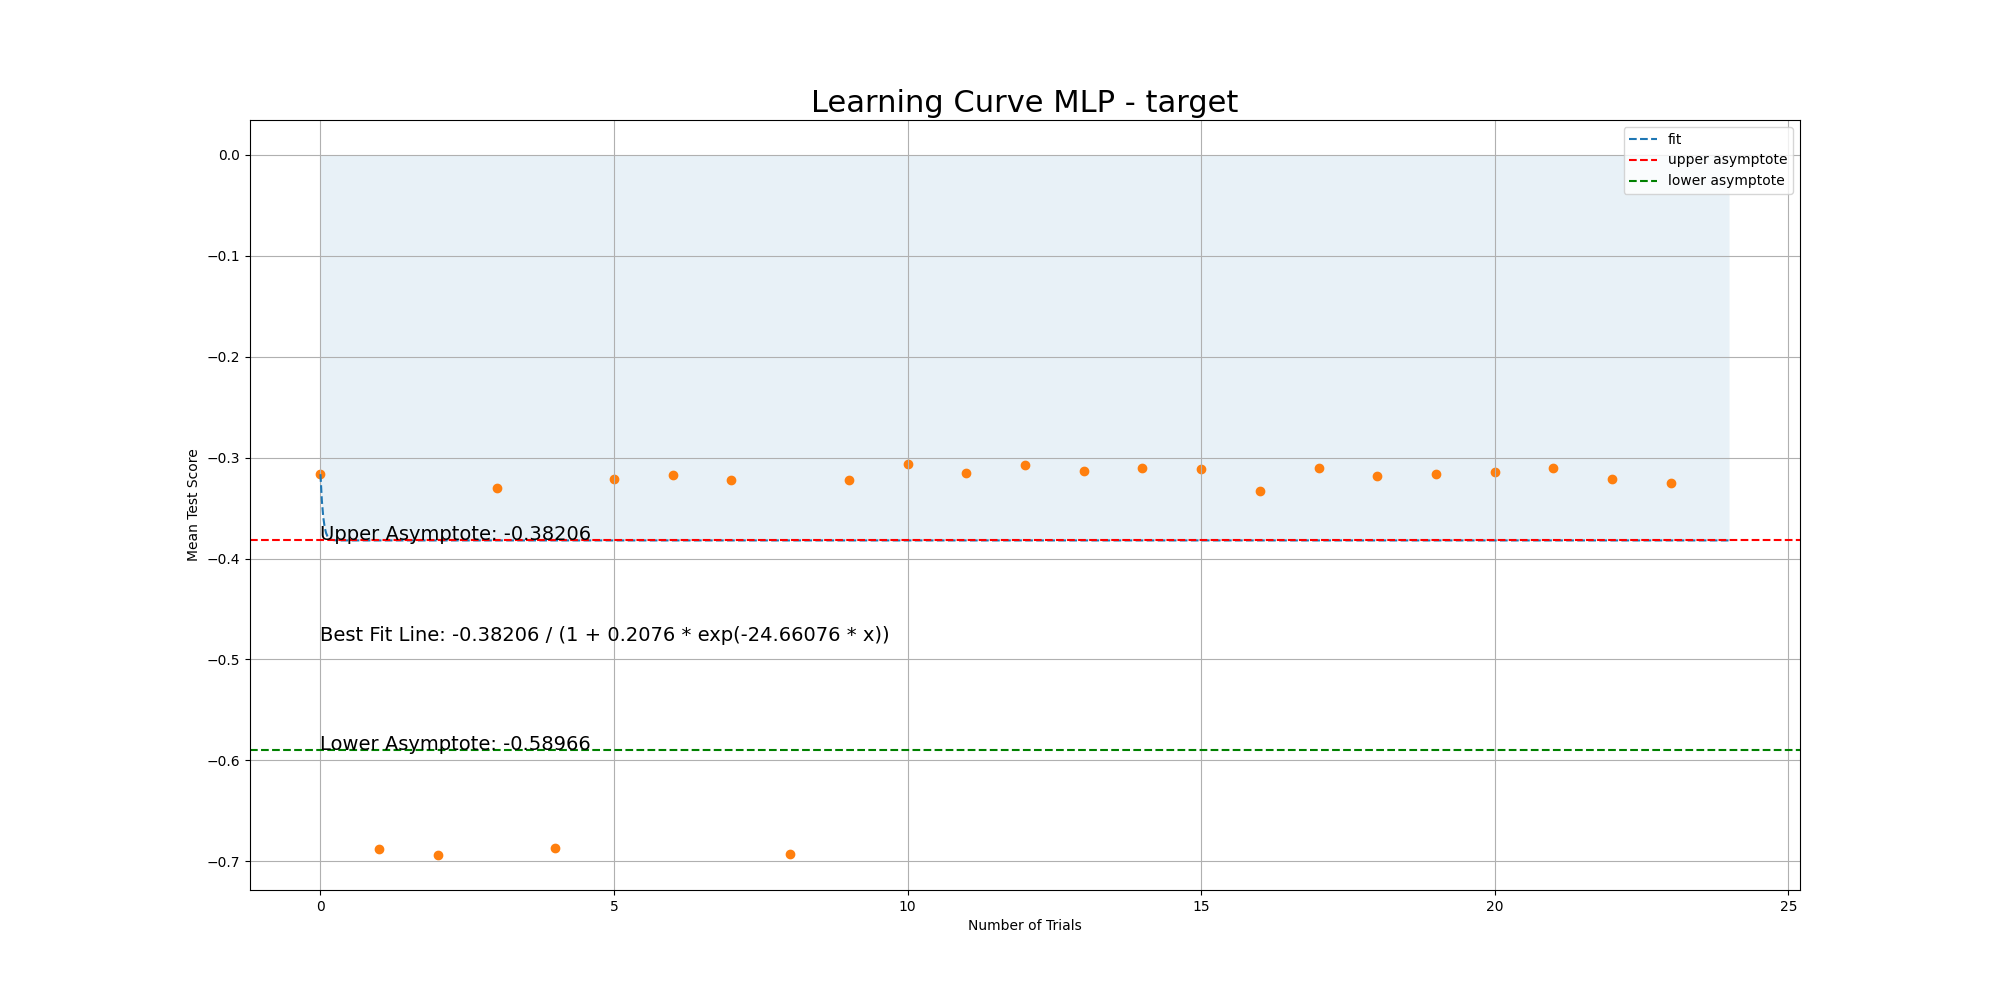 Learning Curve MLP - target
fit
upper asymptote
lower asymptote
0.0
−0.1
−0.2
−0.3
−0.4
−0.5
−0.6
−0.7
Mean Test Score
Upper Asymptote: -0.38206
Best Fit Line: -0.38206 / (1 + 0.2076 * exp(-24.66076 * x))
Lower Asymptote: -0.58966
0 5 10 15 20 25
Number of Trials